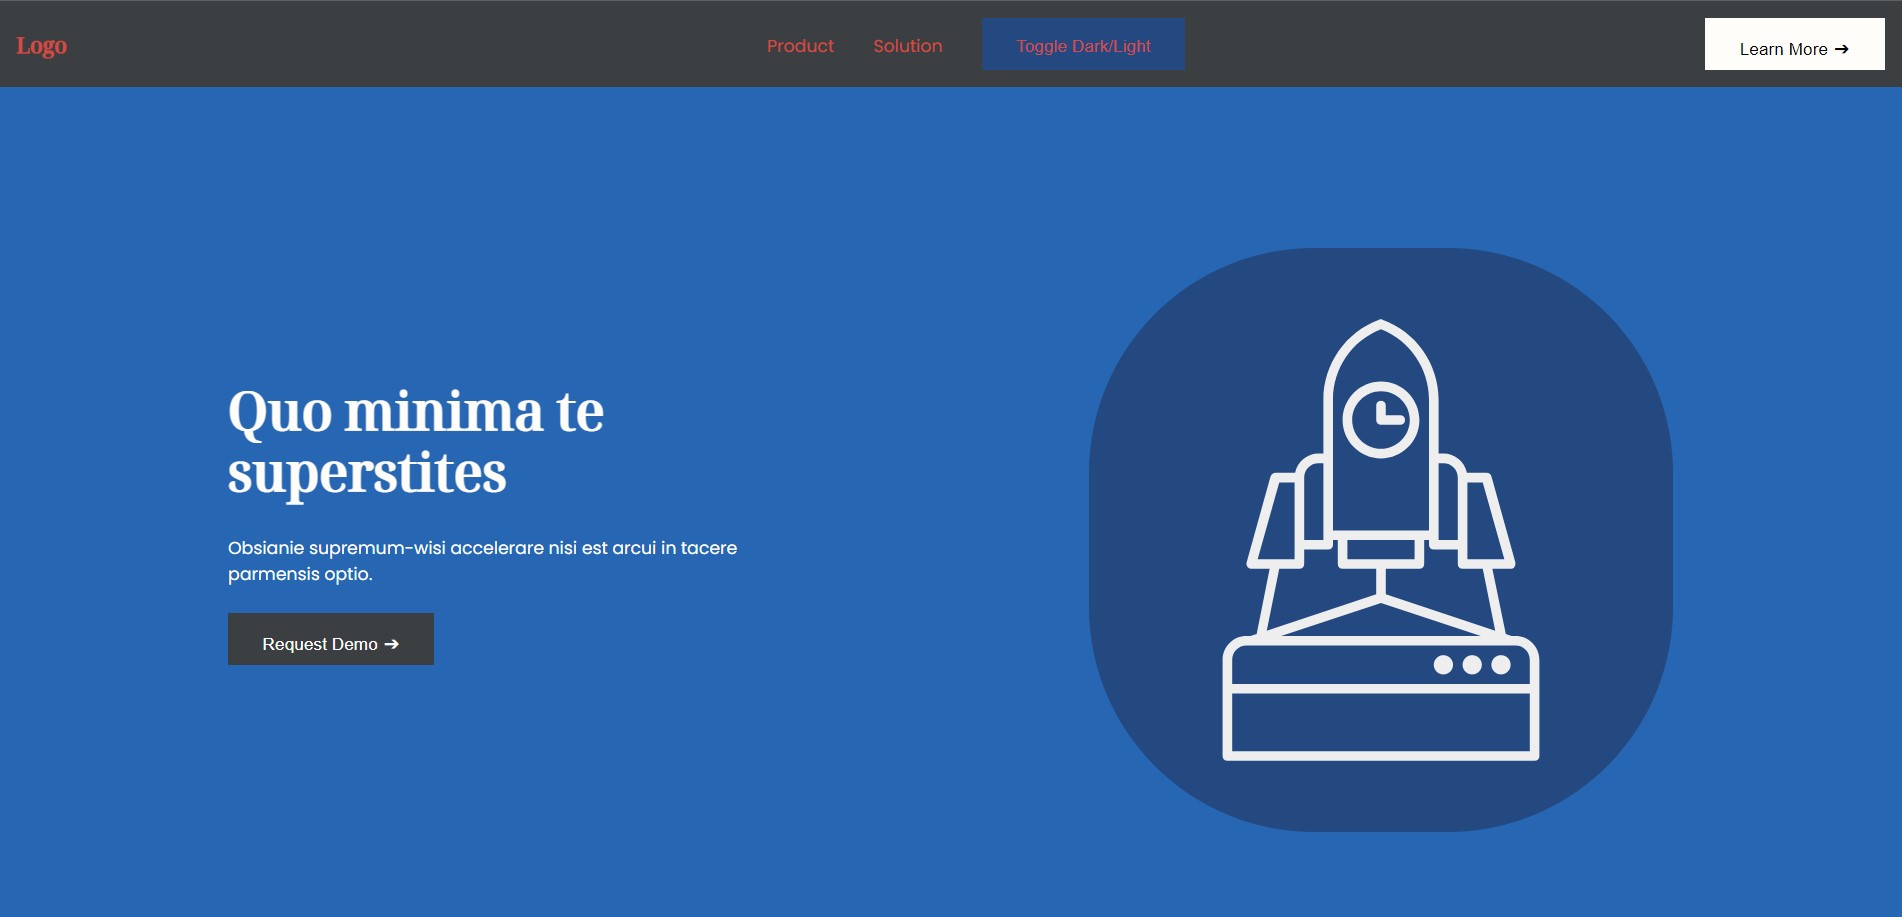 Logo
Product
Solution
Toggle Dark/Light
Learn More ➔
Quo minima te
superstites
Obsianie supremum-wisi accelerare nisi est arcui in tacere
parmensis optio.
Request Demo ➔